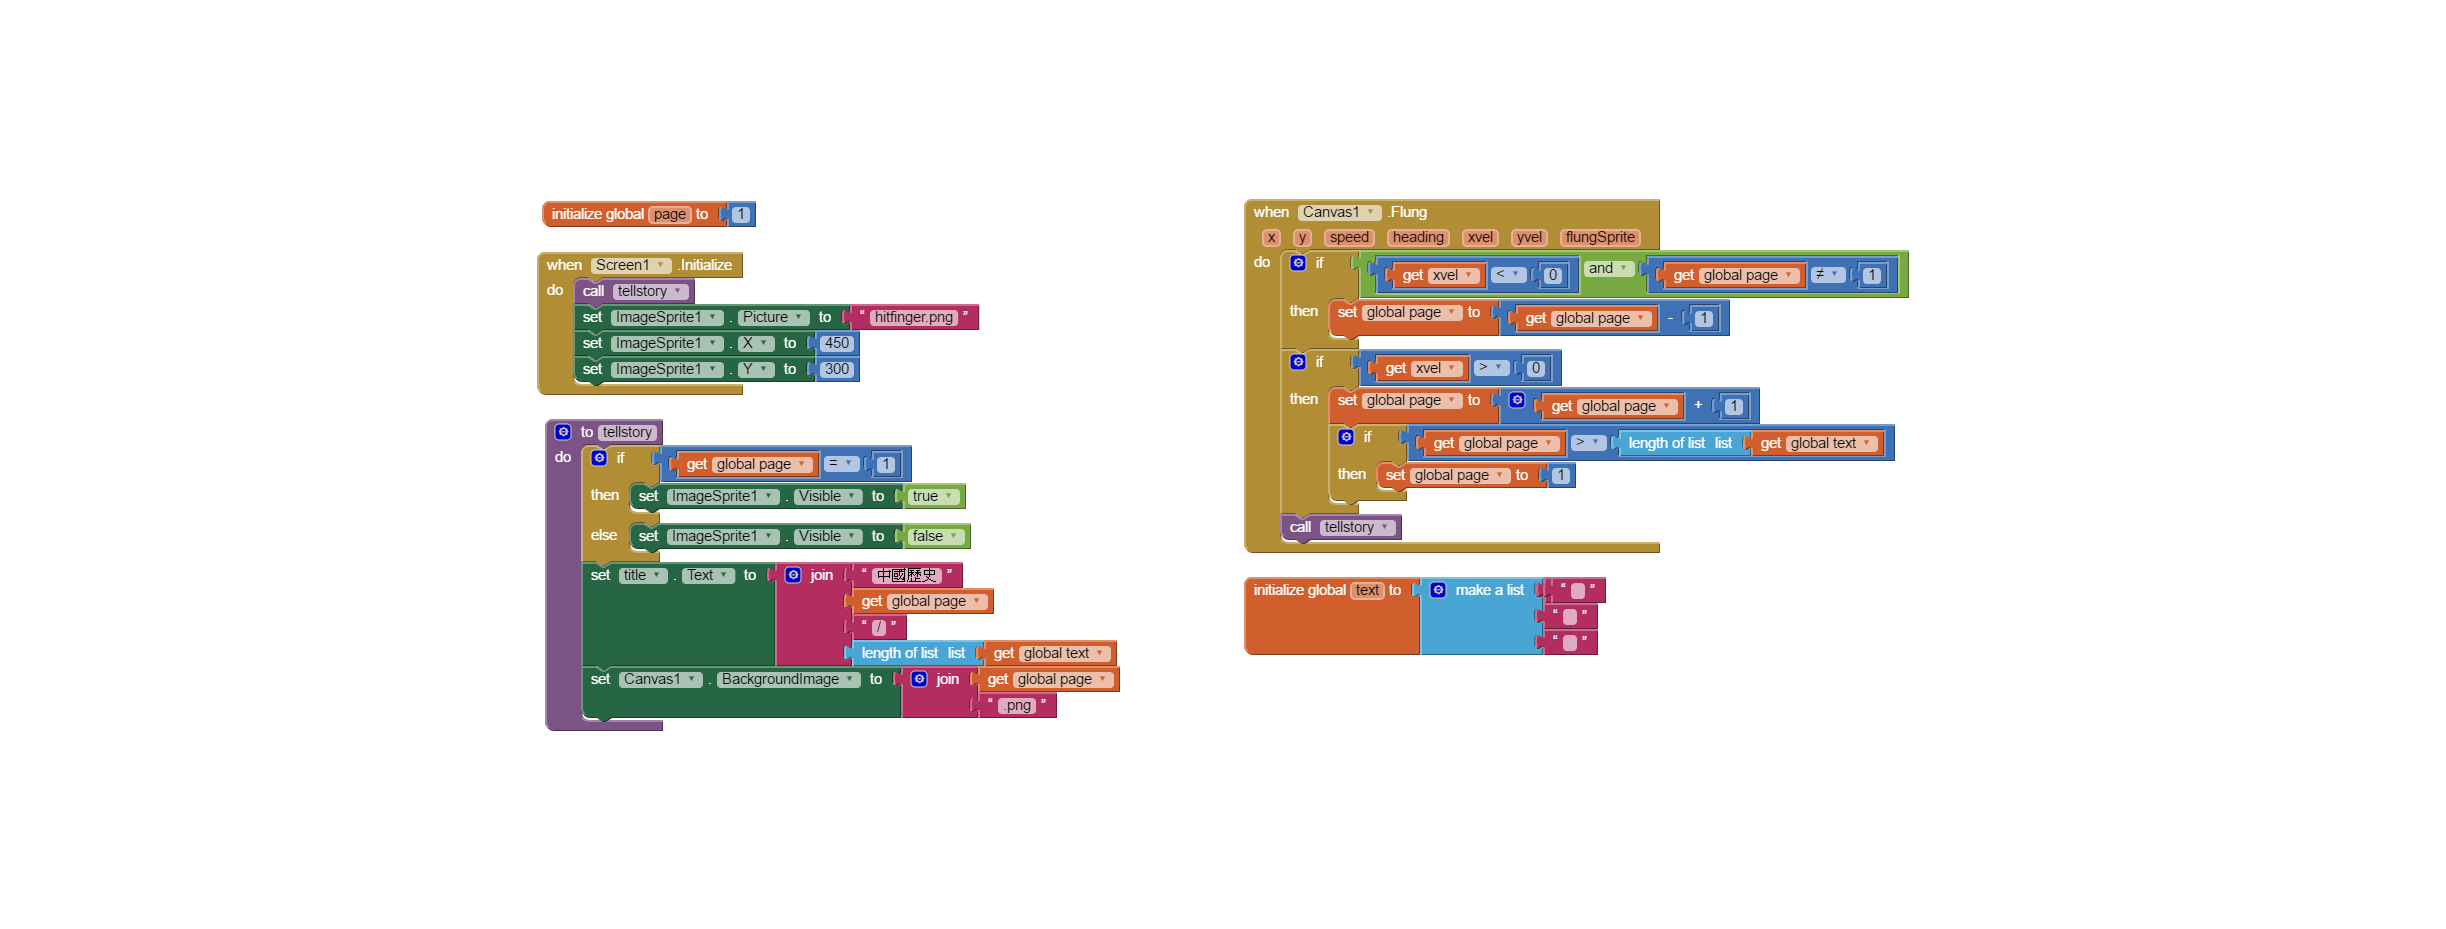 initialize global page to 1
when Screen1 .Initialize
do call tellstory
set ImageSprite1 . Picture to “ hitfinger.png ”
set ImageSprite1 . X to 450
set ImageSprite1 . Y to 300
to tellstory
do if get global page = 1
then set ImageSprite1 . Visible to true
else set ImageSprite1 . Visible to false
set title . Text to join “ 中國歷史 ”
get global page
“ / ”
length of list list get global text
set Canvas1 . BackgroundImage to join get global page
“ .png ”
when Canvas1 .Flung
x y speed heading xvel yvel flungSprite
do if get xvel < 0 and get global page ≠ 1
then set global page to get global page - 1
if get xvel > 0
then set global page to get global page + 1
if get global page > length of list list get global text
then set global page to 1
call tellstory
initialize global text to make a list “ ”
“ ”
“ ”